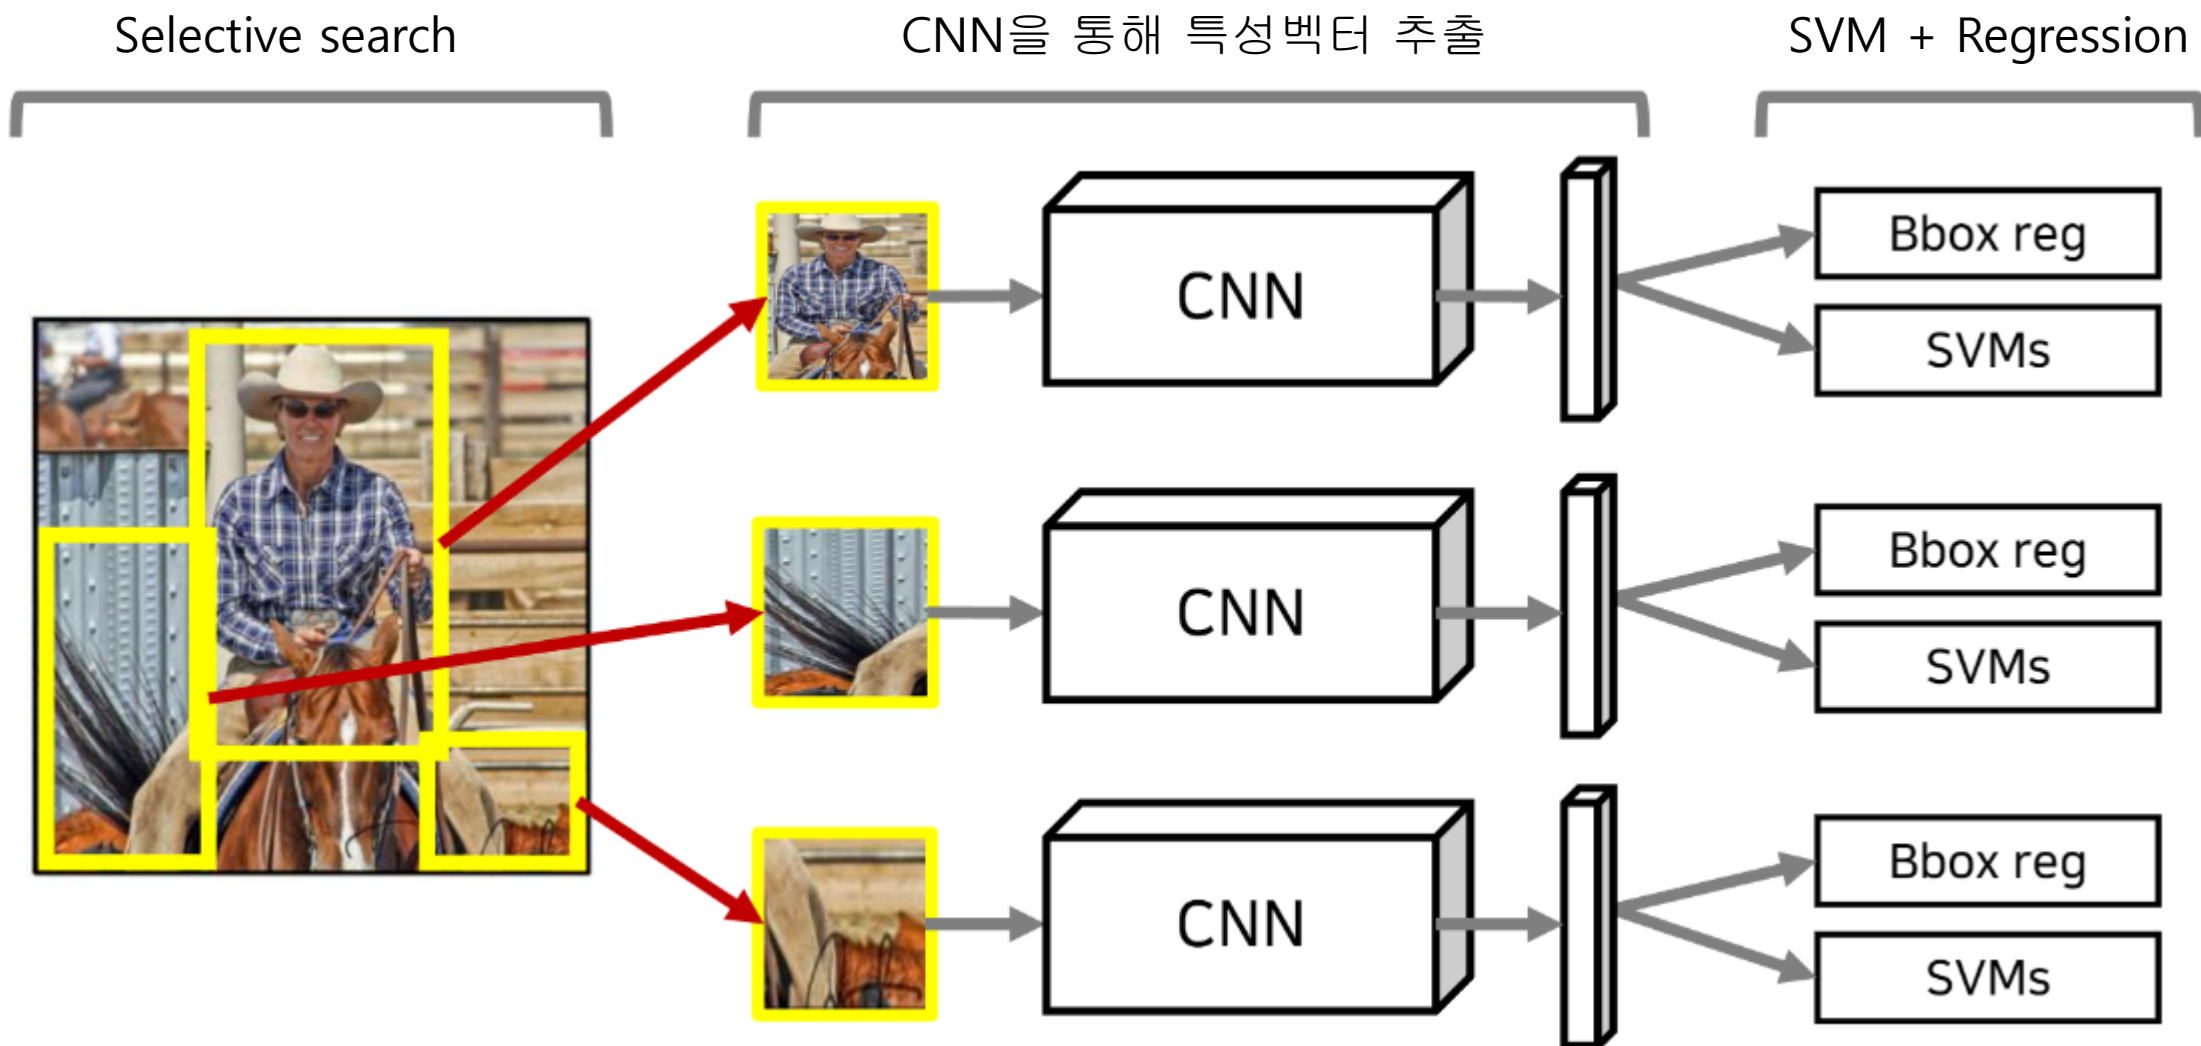 Selective search
CNN을 통해 특성벡터 추출
SVM + Regression
CNN
Bbox reg
SVMs
CNN
Bbox reg
SVMs
CNN
Bbox reg
SVMs